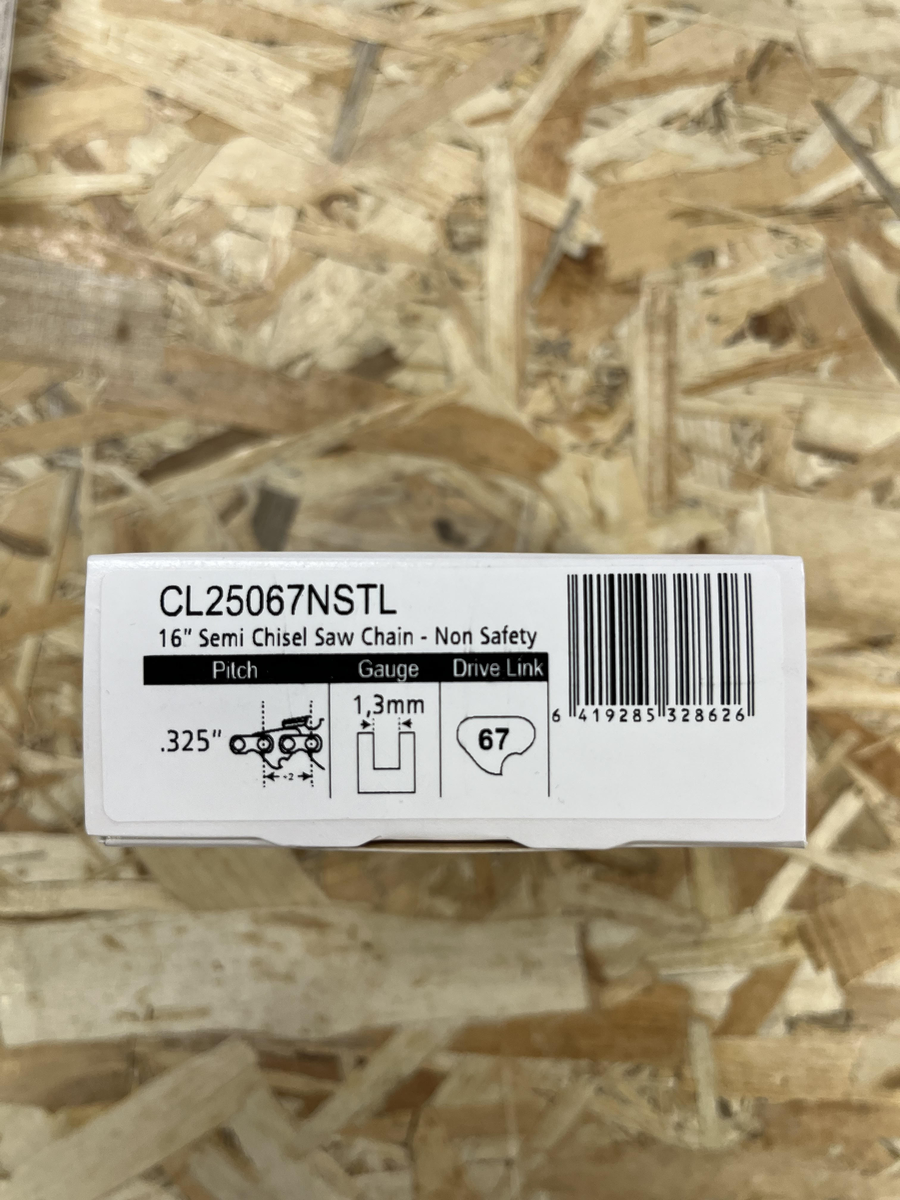 CL25067NSTL
16" Semi Chisel Saw Chain - Non Safety
Pitch Gauge Drive Link
.325" 1,3mm 67
÷2
6 419285 328626